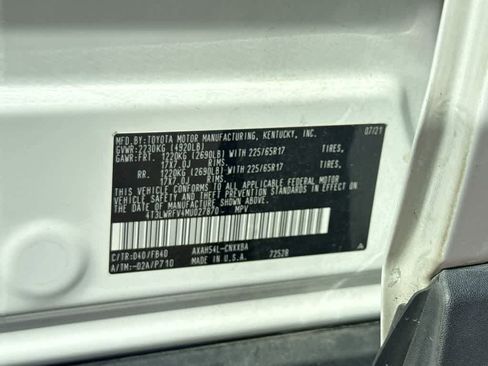 MFD.BY:TOYOTA MOTOR MANUFACTURING, KENTUCKY, INC. 07/21
GVWR:2230KG (4920LB)
GAWR:FRT. 1220KG (2690LB) WITH 225/65R17 TIRES,
17X7.0J RIMS,
RR. 1220KG (2690LB) WITH 225/65R17 TIRES,
17X7.0J RIMS.
THIS VEHICLE CONFORMS TO ALL APPLICABLE FEDERAL MOTOR
VEHICLE SAFETY, BUMPER, AND THEFT PREVENTION STANDARDS IN
EFFECT ON THE DATE OF MANUFACTURE SHOWN ABOVE.
4T3LWRFV4MU027870 MPV
AXAH54L-CNXXBA
C/TR:040/FB40 MADE IN U.S.A. 7252B
A/TM:-02A/P710 A